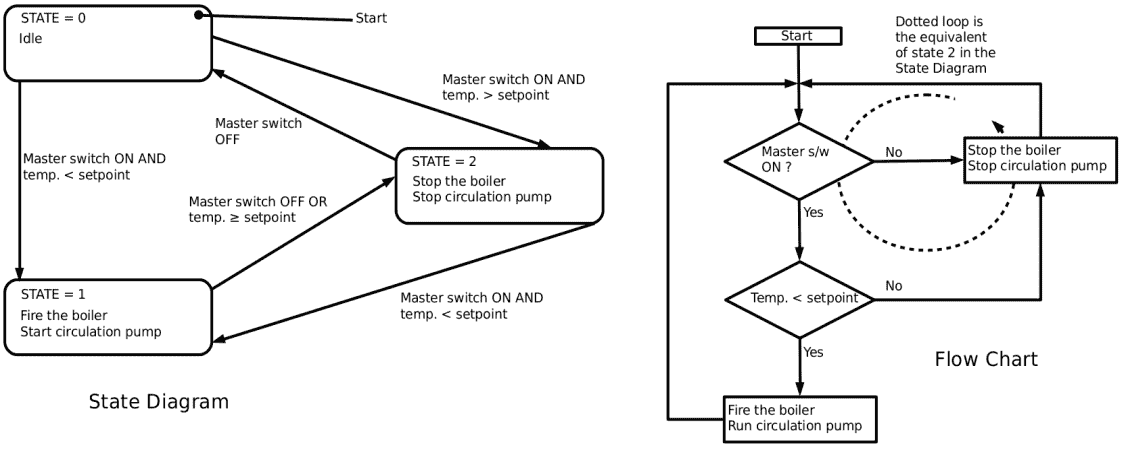 STATE = 0
Idle
Start
Master switch ON AND
temp. > setpoint
Master switch
OFF
Master switch ON AND
temp. < setpoint
STATE = 2
Stop the boiler
Stop circulation pump
Master switch OFF OR
temp. ≥ setpoint
STATE = 1
Fire the boiler
Start circulation pump
Master switch ON AND
temp. < setpoint
State Diagram
Start
Dotted loop is
the equivalent
of state 2 in the
State Diagram
Master s/w
ON ?
No
Stop the boiler
Stop circulation pump
Yes
Temp. < setpoint
No
Yes
Fire the boiler
Run circulation pump
Flow Chart